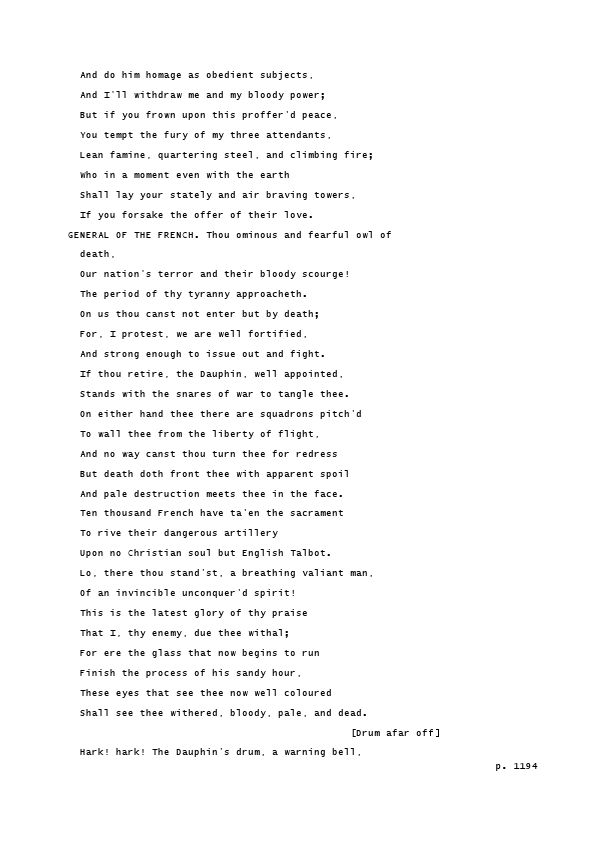 And do him homage as obedient subjects,
And I'll withdraw me and my bloody power;
But if you frown upon this proffer'd peace,
You tempt the fury of my three attendants,
Lean famine, quartering steel, and climbing fire;
Who in a moment even with the earth
Shall lay your stately and air braving towers,
If you forsake the offer of their love.
GENERAL OF THE FRENCH. Thou ominous and fearful owl of
death,
Our nation's terror and their bloody scourge!
The period of thy tyranny approacheth.
On us thou canst not enter but by death;
For, I protest, we are well fortified,
And strong enough to issue out and fight.
If thou retire, the Dauphin, well appointed,
Stands with the snares of war to tangle thee.
On either hand thee there are squadrons pitch'd
To wall thee from the liberty of flight,
And no way canst thou turn thee for redress
But death doth front thee with apparent spoil
And pale destruction meets thee in the face.
Ten thousand French have ta'en the sacrament
To rive their dangerous artillery
Upon no Christian soul but English Talbot.
Lo, there thou stand'st, a breathing valiant man,
Of an invincible unconquer'd spirit!
This is the latest glory of thy praise
That I, thy enemy, due thee withal;
For ere the glass that now begins to run
Finish the process of his sandy hour,
These eyes that see thee now well coloured
Shall see thee withered, bloody, pale, and dead.
[Drum afar off]
Hark! hark! The Dauphin's drum, a warning bell,
p. 1194